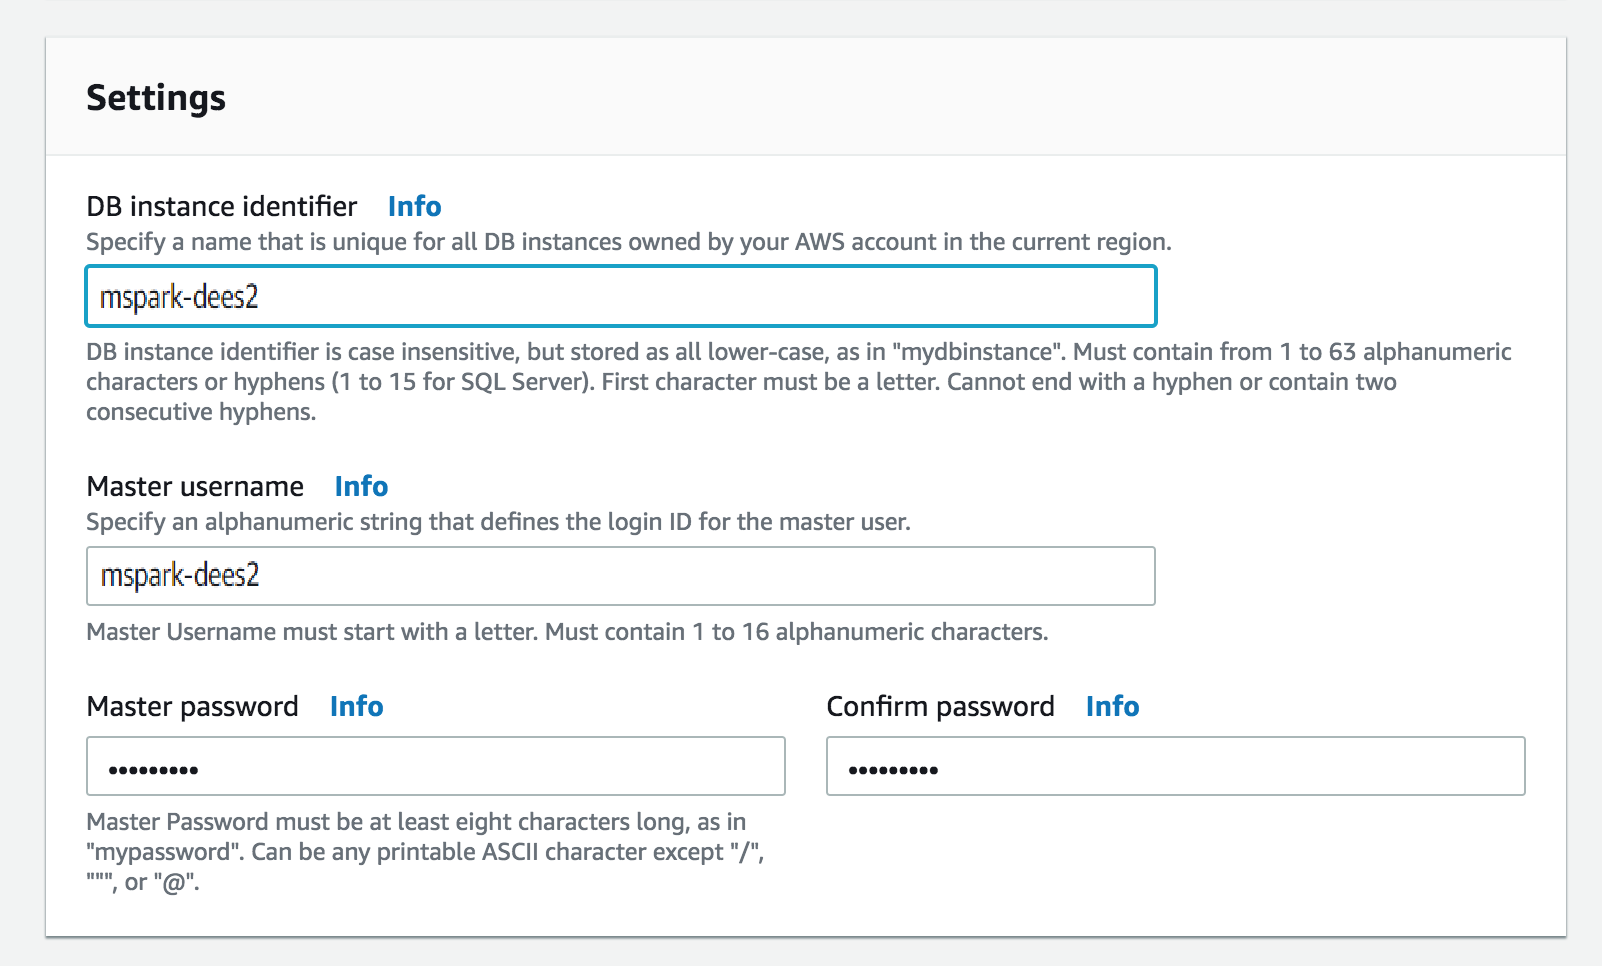 Settings
DB instance identifier Info
Specify a name that is unique for all DB instances owned by your AWS account in the current region.
mspark-dees2
DB instance identifier is case insensitive, but stored as all lower-case, as in "mydbinstance". Must contain from 1 to 63 alphanumeric
characters or hyphens (1 to 15 for SQL Server). First character must be a letter. Cannot end with a hyphen or contain two
consecutive hyphens.
Master username Info
Specify an alphanumeric string that defines the login ID for the master user.
mspark-dees2
Master Username must start with a letter. Must contain 1 to 16 alphanumeric characters.
Master password Info Confirm password Info
••••••••• •••••••••
Master Password must be at least eight characters long, as in
"mypassword". Can be any printable ASCII character except "/",
""", or "@".